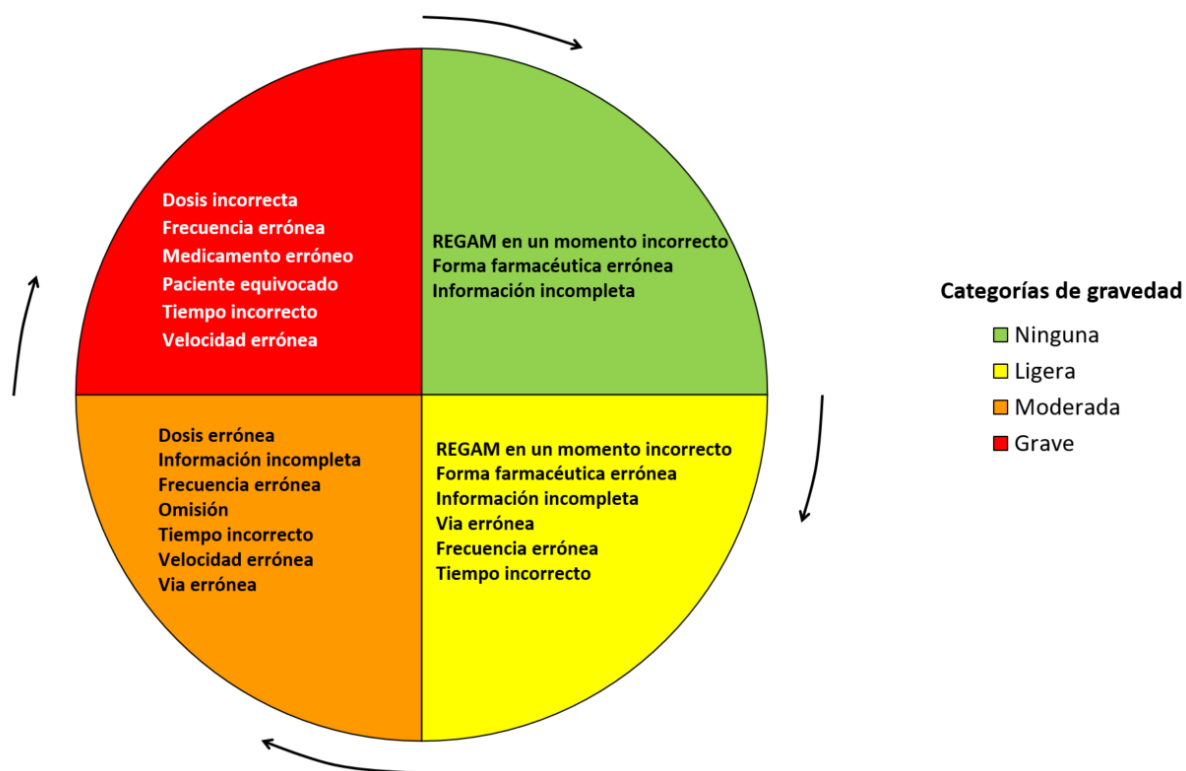 Dosis incorrecta
Frecuencia errónea
Medicamento erróneo
Paciente equivocado
Tiempo incorrecto
Velocidad errónea
REGAM en un momento incorrecto
Forma farmacéutica errónea
Información incompleta
Dosis errónea
Información incompleta
Frecuencia errónea
Omisión
Tiempo incorrecto
Velocidad errónea
Via errónea
REGAM en un momento incorrecto
Forma farmacéutica errónea
Información incompleta
Via errónea
Frecuencia errónea
Tiempo incorrecto
Categorías de gravedad
Ninguna
Ligera
Moderada
Grave